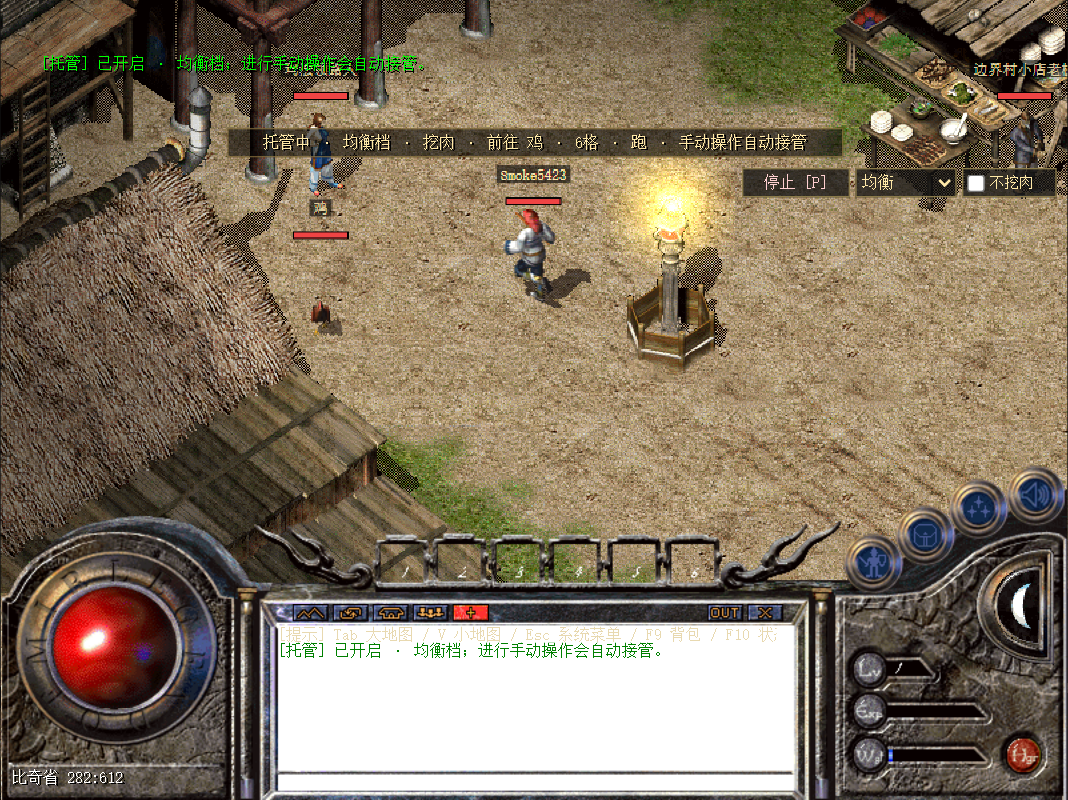 [托管] 已开启 · 均衡档；进行手动操作会自动接管。
边界村小店老板
托管中 · 均衡档 · 挖肉 · 前往 鸡 · 6格 · 跑 · 手动操作自动接管
Smoke5423
停止 [P]
均衡
不挖肉
鸡
1 2 3 4 5 6
OUT X
[提示] Tab 大地图 / V 小地图 / Esc 系统菜单 / F9 背包 / F10 状
[托管] 已开启 · 均衡档；进行手动操作会自动接管。
Lv 1
Exp
Wgt
Hgr
比奇省 282:612